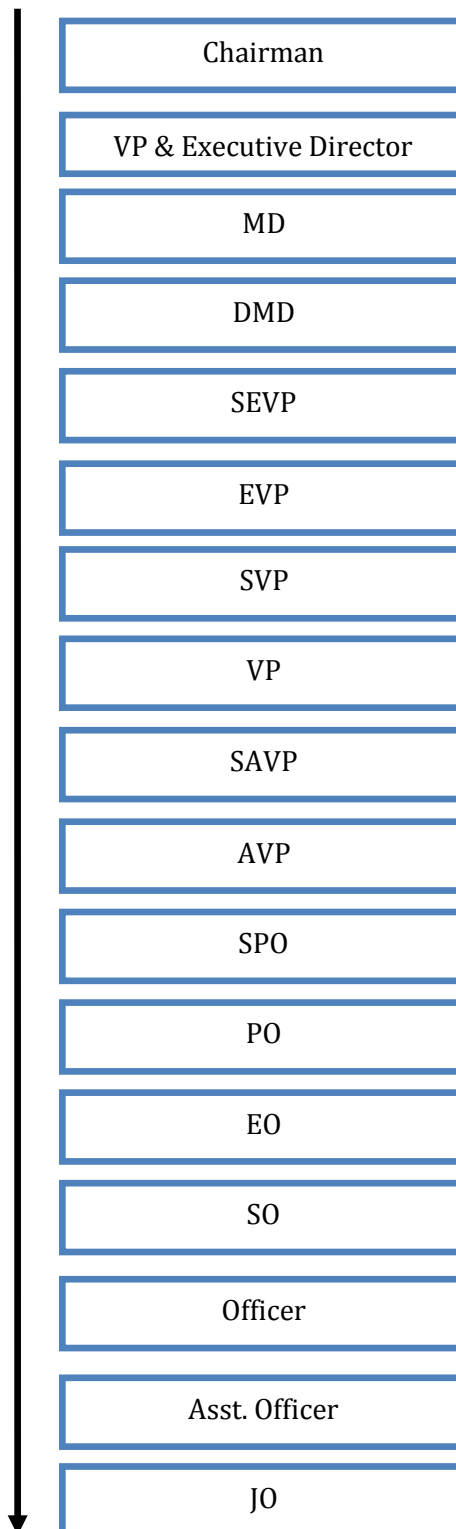 Chairman
VP & Executive Director
MD
DMD
SEVP
EVP
SVP
VP
SAVP
AVP
SPO
PO
EO
SO
Officer
Asst. Officer
JO